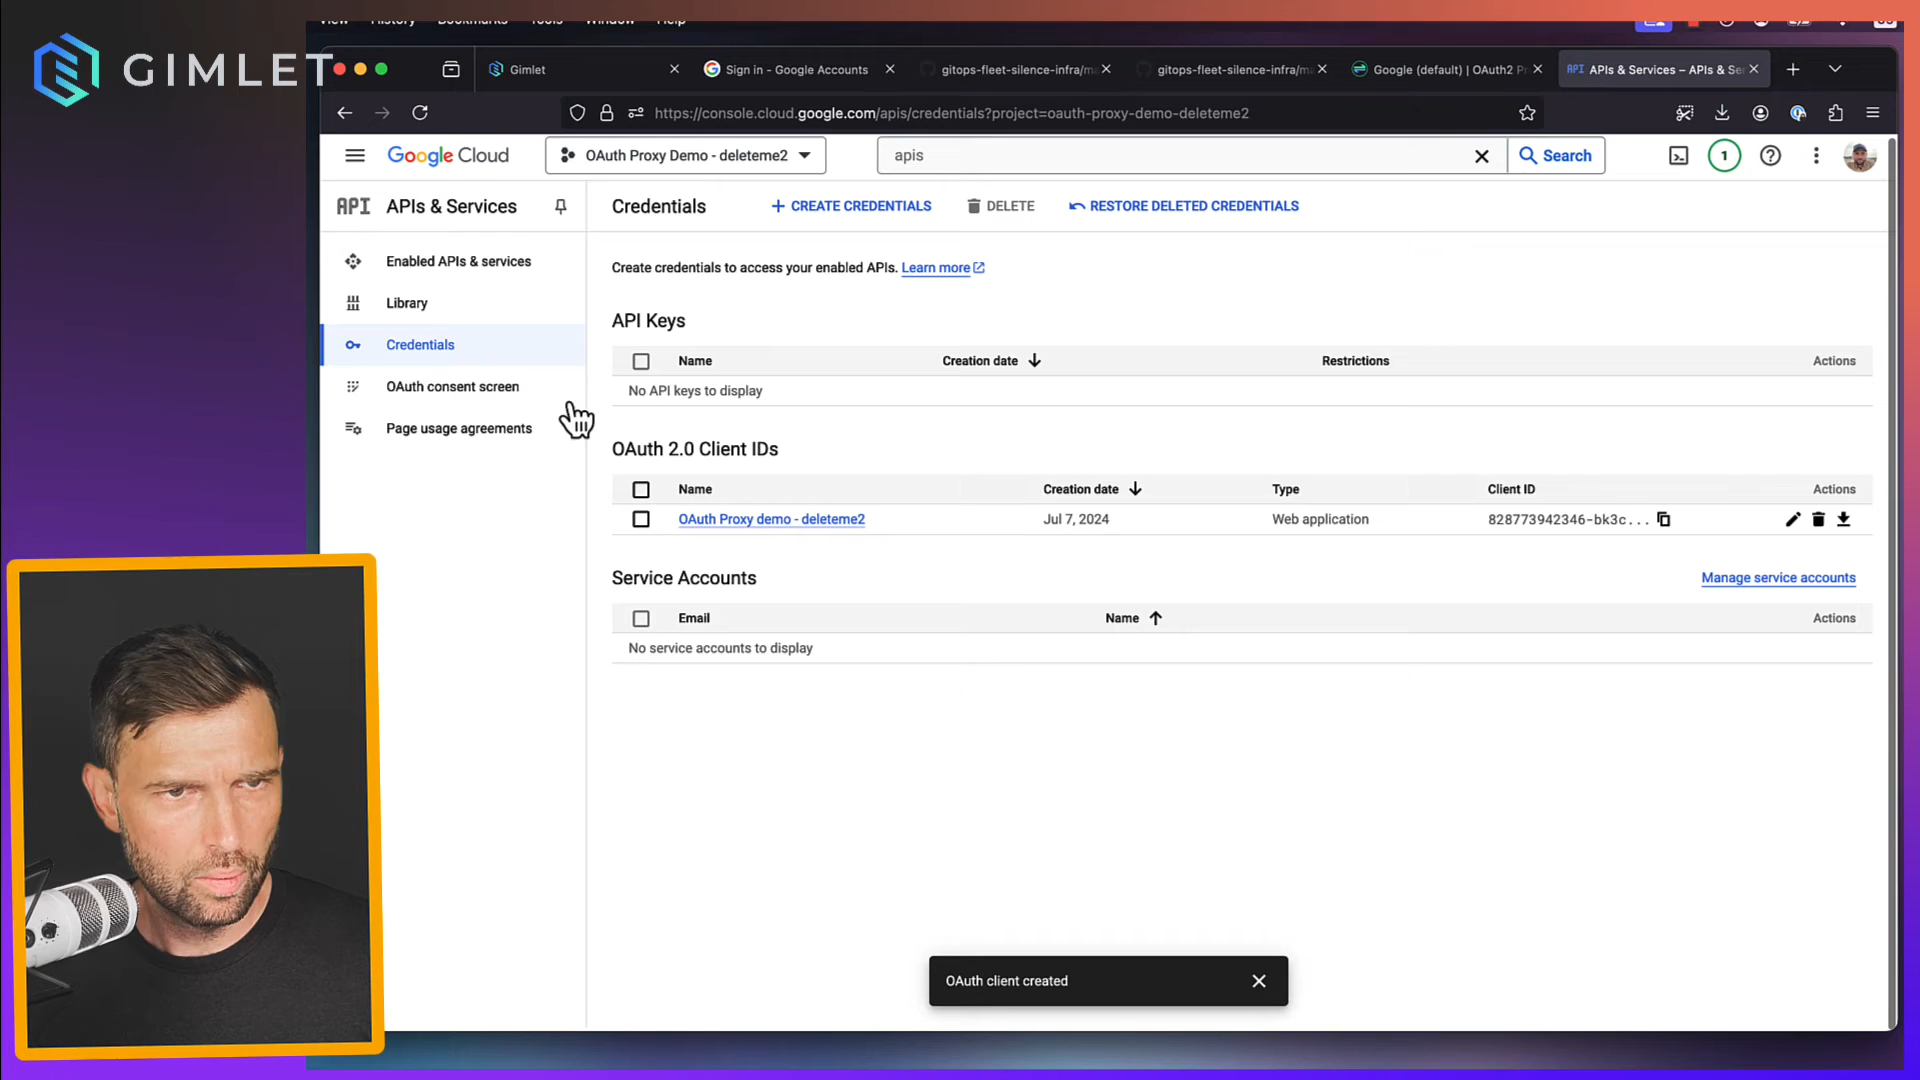 View History Bookmarks Tools Window Help
GIMLET
Gimlet
Sign in - Google Accounts
gitops-fleet-silence-infra/ma
gitops-fleet-silence-infra/ma
Google (default) | OAuth2 Pr
API APIs & Services – APIs & Se
https://console.cloud.google.com/apis/credentials?project=oauth-proxy-demo-deleteme2
Google Cloud
OAuth Proxy Demo - deleteme2
apis
Search
1
API APIs & Services
Credentials
CREATE CREDENTIALS
DELETE
RESTORE DELETED CREDENTIALS
Enabled APIs & services
Library
Credentials
OAuth consent screen
Page usage agreements
Create credentials to access your enabled APIs. Learn more
API Keys
Name Creation date Restrictions Actions
No API keys to display
OAuth 2.0 Client IDs
Name Creation date Type Client ID Actions
OAuth Proxy demo - deleteme2 Jul 7, 2024 Web application 828773942346-bk3c...
Service Accounts
Manage service accounts
Email Name Actions
No service accounts to display
OAuth client created